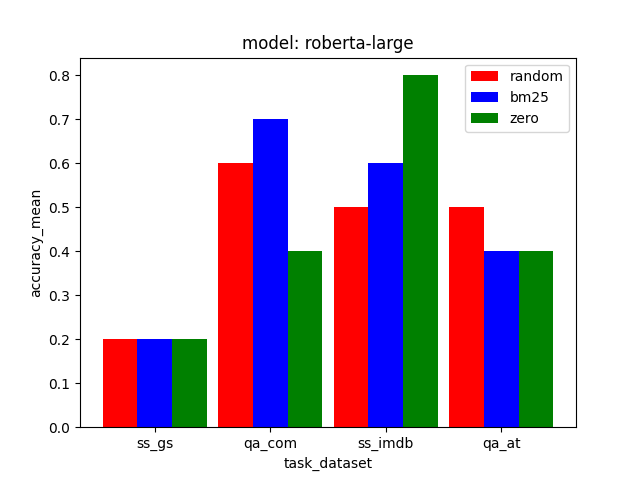 model: roberta-large
random
bm25
zero
accuracy_mean
0.8
0.7
0.6
0.5
0.4
0.3
0.2
0.1
0.0
ss_gs qa_com ss_imdb qa_at
task_dataset